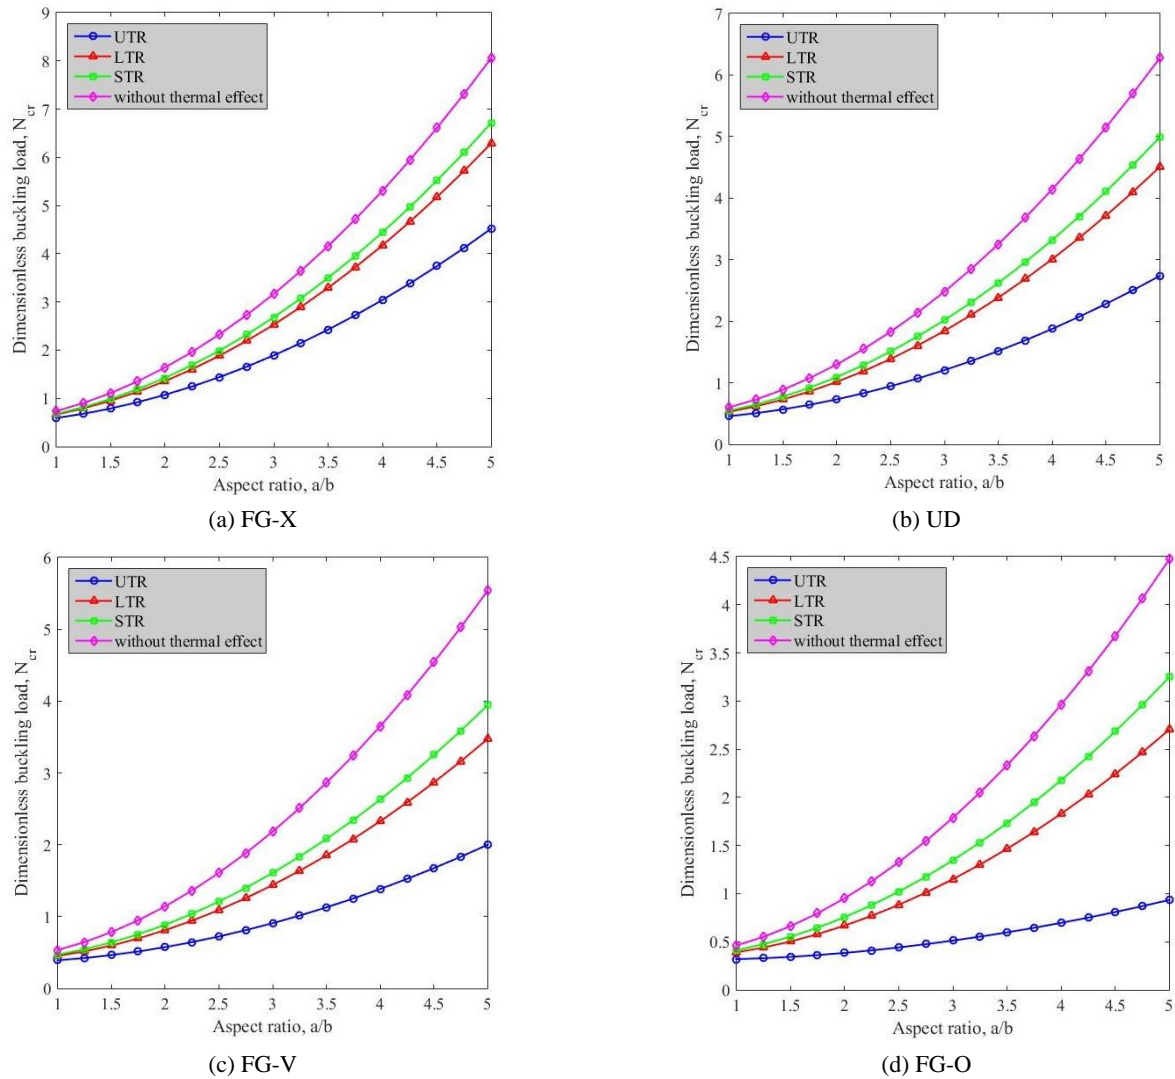 9
8
7
6
5
4
3
2
1
0
Dimensionless buckling load, N_cr
UTR
LTR
STR
without thermal effect
1 1.5 2 2.5 3 3.5 4 4.5 5
Aspect ratio, a/b
(a) FG-X
7
6
5
4
3
2
1
0
Dimensionless buckling load, N_cr
UTR
LTR
STR
without thermal effect
1 1.5 2 2.5 3 3.5 4 4.5 5
Aspect ratio, a/b
(b) UD
6
5
4
3
2
1
0
Dimensionless buckling load, N_cr
UTR
LTR
STR
without thermal effect
1 1.5 2 2.5 3 3.5 4 4.5 5
Aspect ratio, a/b
(c) FG-V
4.5
4
3.5
3
2.5
2
1.5
1
0.5
0
Dimensionless buckling load, N_cr
UTR
LTR
STR
without thermal effect
1 1.5 2 2.5 3 3.5 4 4.5 5
Aspect ratio, a/b
(d) FG-O